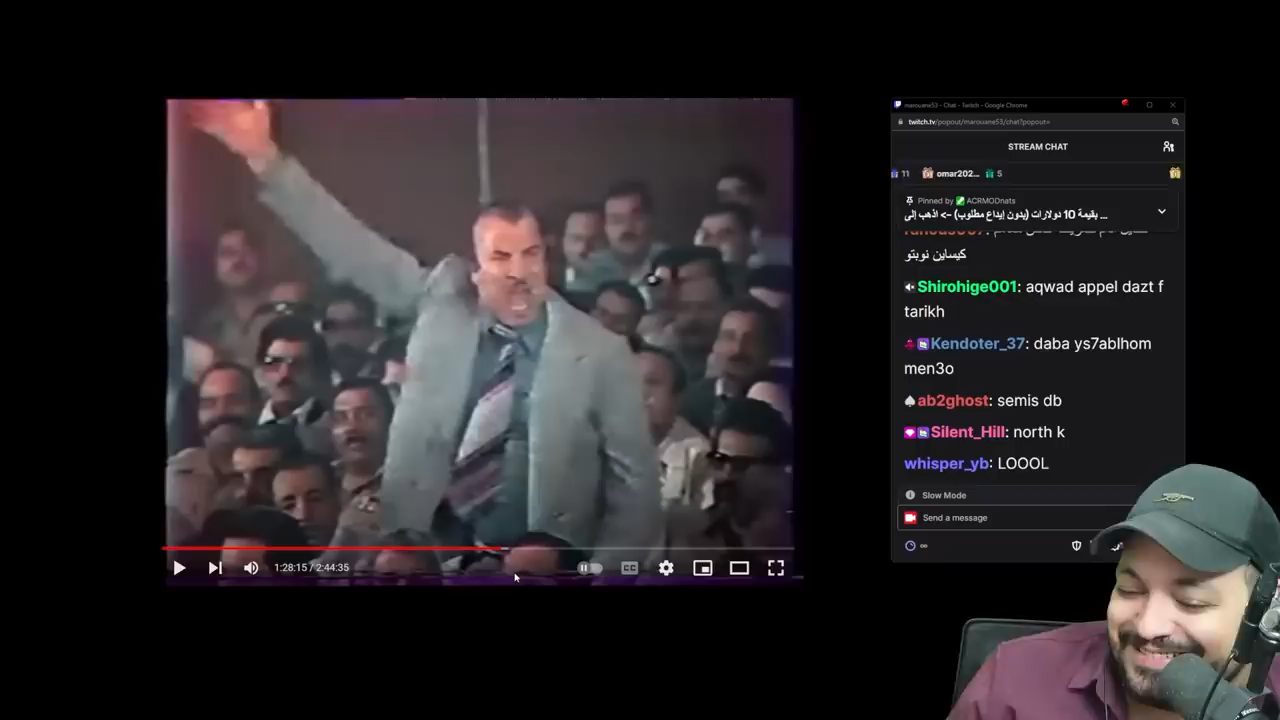 marouane53 - Chat - Twitch - Google Chrome
twitch.tv/popout/marouane53/chat?popout=
STREAM CHAT
11 omar202... 5
Pinned by ACRMODnats
بقيمة 10 دولارات (بدون إيداع مطلوب) -> اذهب إلى ...
كيساين نوبتو
Shirohige001: aqwad appel dazt f
tarikh
Kendoter_37: daba ys7ablhom
men3o
ab2ghost: semis db
Silent_Hill: north k
whisper_yb: LOOOL
Slow Mode
Send a message
1:28:15 / 2:44:35
CC